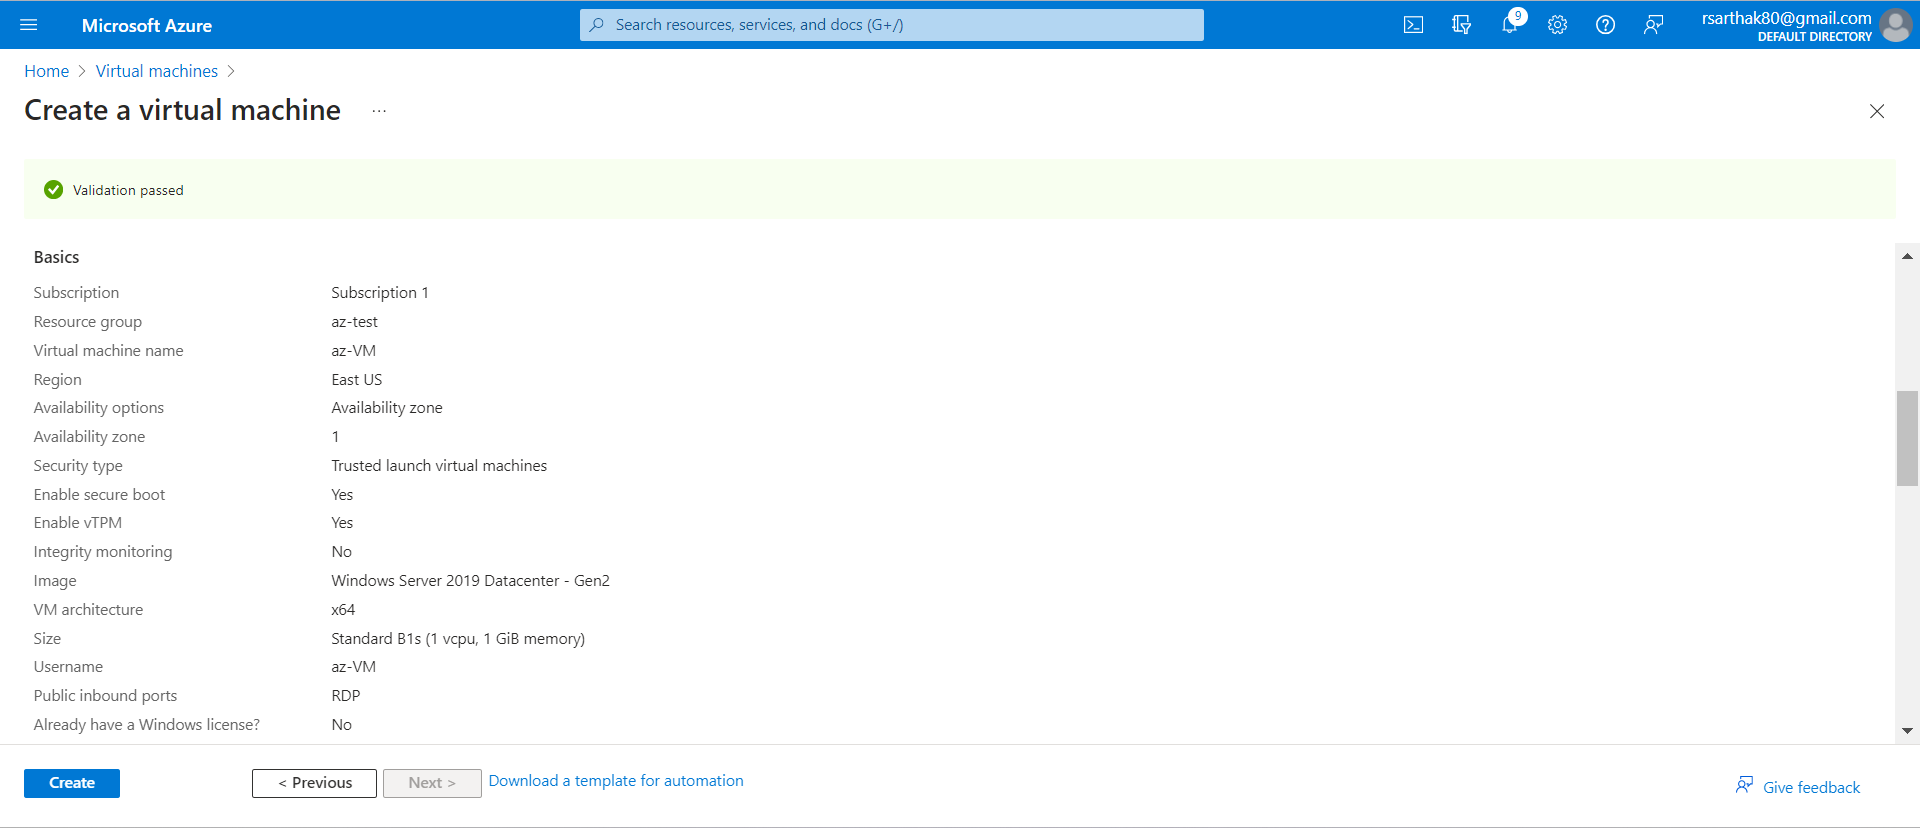 Microsoft Azure
Search resources, services, and docs (G+/)
9
rsarthak80@gmail.com
DEFAULT DIRECTORY
Home > Virtual machines >
Create a virtual machine ...
Validation passed
Basics
Subscription Subscription 1
Resource group az-test
Virtual machine name az-VM
Region East US
Availability options Availability zone
Availability zone 1
Security type Trusted launch virtual machines
Enable secure boot Yes
Enable vTPM Yes
Integrity monitoring No
Image Windows Server 2019 Datacenter - Gen2
VM architecture x64
Size Standard B1s (1 vcpu, 1 GiB memory)
Username az-VM
Public inbound ports RDP
Already have a Windows license? No
Create < Previous Next > Download a template for automation Give feedback